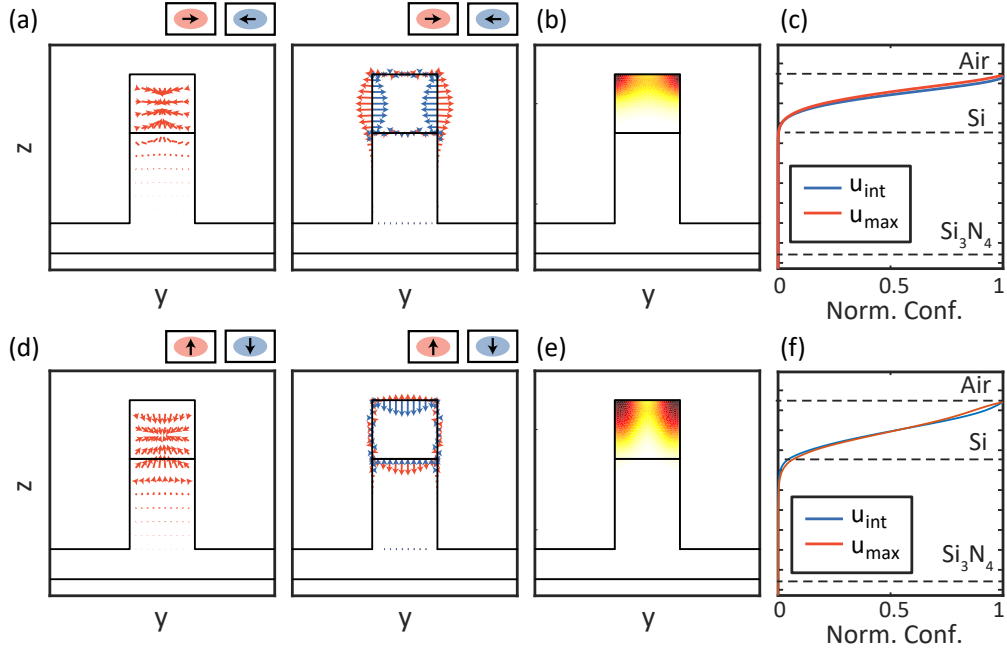 (a)
(b)
(c)
z
y
y
y
Air
Si
u_int
u_max
Si₃N₄
0
0.5
1
Norm. Conf.
(d)
(e)
(f)
z
y
y
y
Air
Si
u_int
u_max
Si₃N₄
0
0.5
1
Norm. Conf.